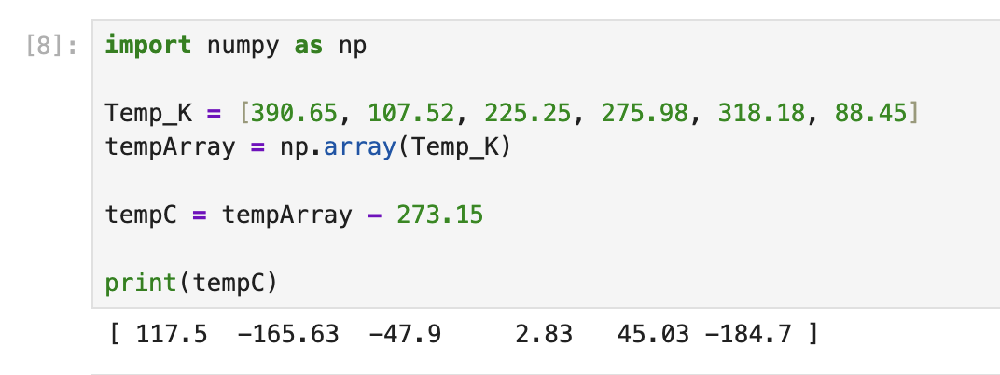 [8]: import numpy as np
Temp_K = [390.65, 107.52, 225.25, 275.98, 318.18, 88.45]
tempArray = np.array(Temp_K)
tempC = tempArray - 273.15
print(tempC)
[ 117.5  -165.63  -47.9     2.83   45.03 -184.7 ]